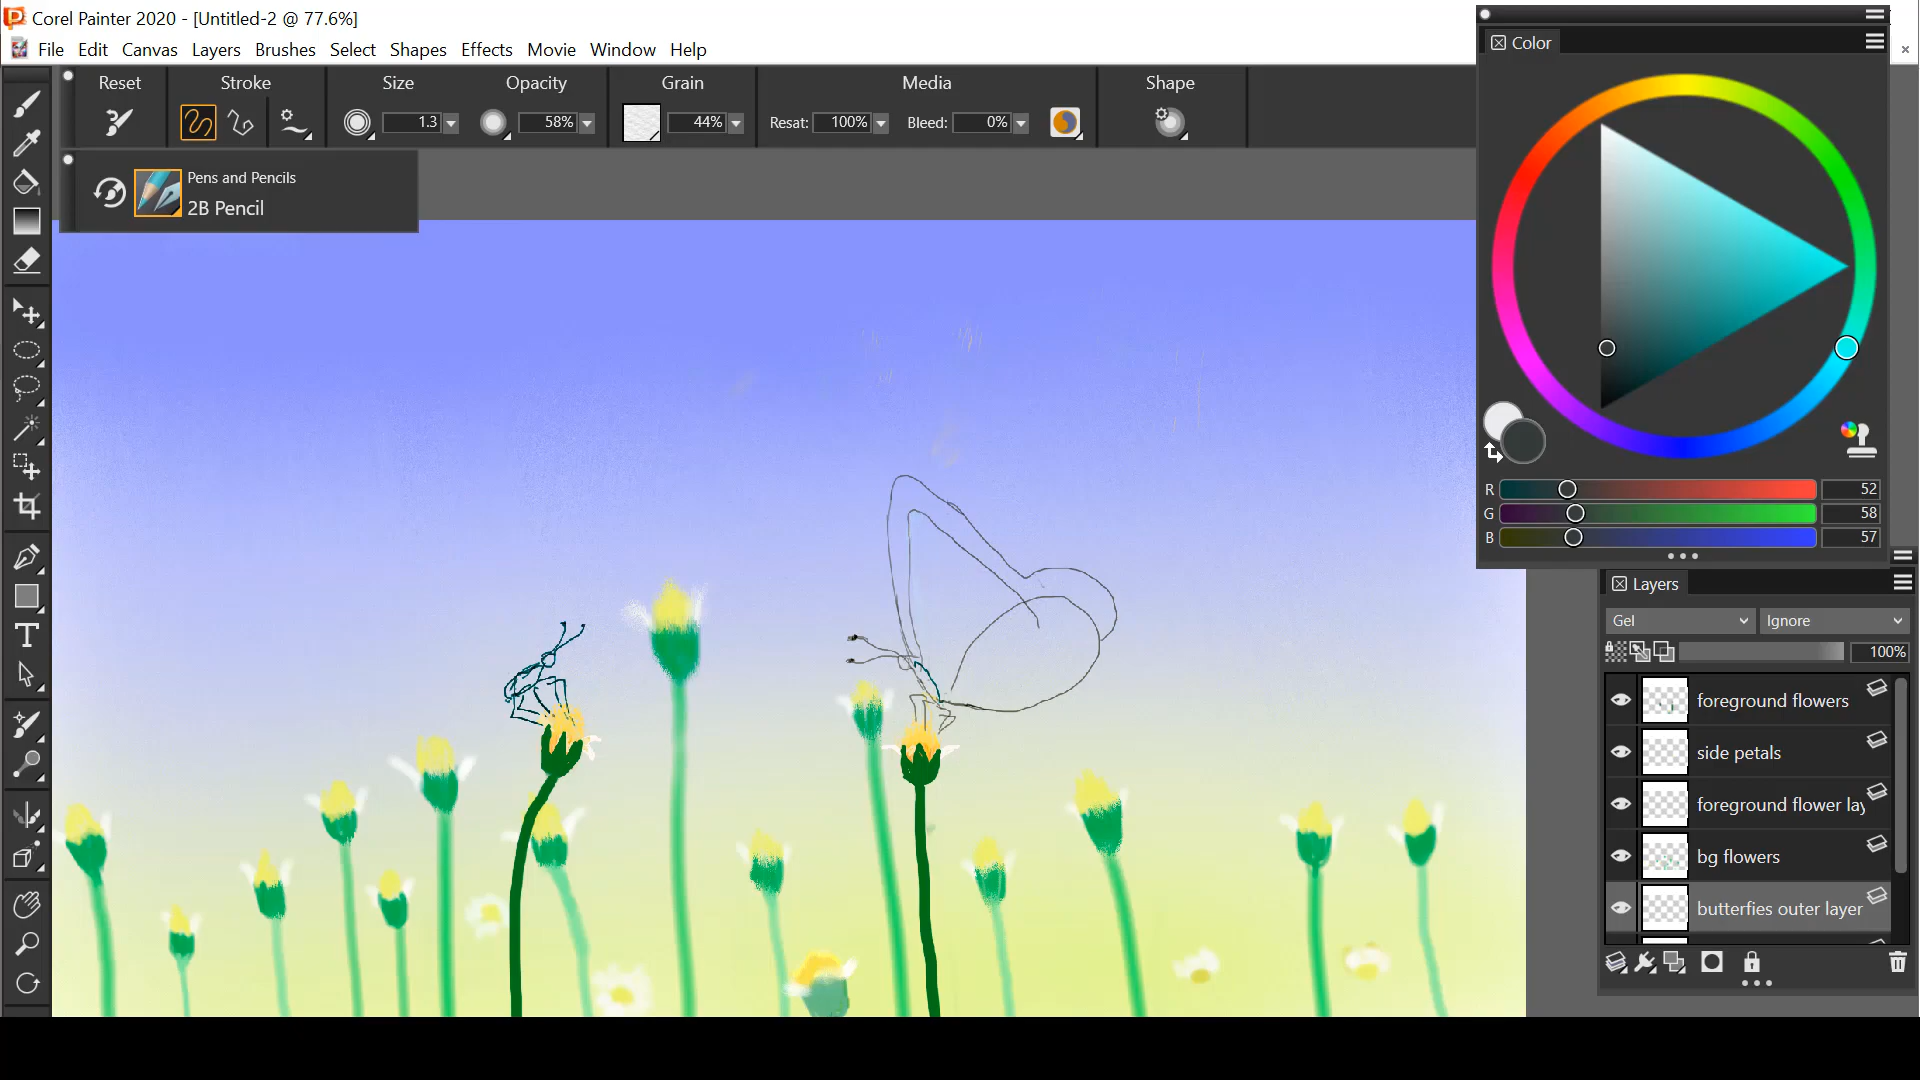 Corel Painter 2020 - [Untitled-2 @ 77.6%]
File Edit Canvas Layers Brushes Select Shapes Effects Movie Window Help
Reset Stroke Size Opacity Grain Media Shape
1.3 58% 44% Resat: 100% Bleed: 0%
Pens and Pencils
2B Pencil
Color
R 52
G 58
B 57
Layers
Gel Ignore
100%
foreground flowers
side petals
foreground flower lay
bg flowers
butterfies outer layer